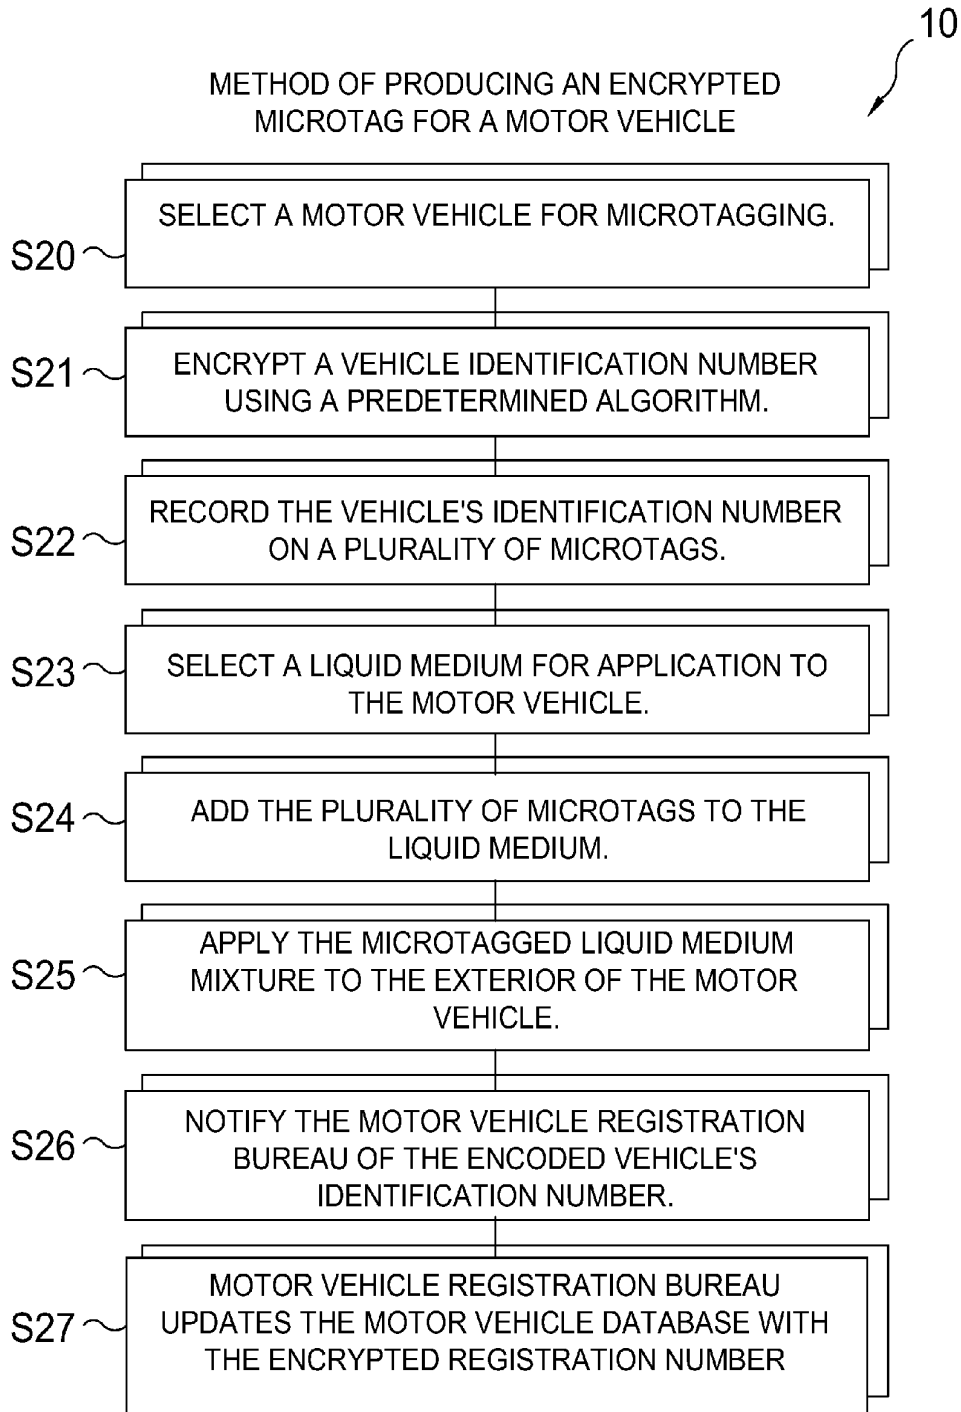 10
METHOD OF PRODUCING AN ENCRYPTED
MICROTAG FOR A MOTOR VEHICLE
SELECT A MOTOR VEHICLE FOR MICROTAGGING.
S20
S21
ENCRYPT A VEHICLE IDENTIFICATION NUMBER
USING A PREDETERMINED ALGORITHM.
S22
RECORD THE VEHICLE'S IDENTIFICATION NUMBER
ON A PLURALITY OF MICROTAGS.
S23
SELECT A LIQUID MEDIUM FOR APPLICATION TO
THE MOTOR VEHICLE.
S24
ADD THE PLURALITY OF MICROTAGS TO THE
LIQUID MEDIUM.
S25
APPLY THE MICROTAGGED LIQUID MEDIUM
MIXTURE TO THE EXTERIOR OF THE MOTOR
VEHICLE.
S26
NOTIFY THE MOTOR VEHICLE REGISTRATION
BUREAU OF THE ENCODED VEHICLE'S
IDENTIFICATION NUMBER.
S27
MOTOR VEHICLE REGISTRATION BUREAU
UPDATES THE MOTOR VEHICLE DATABASE WITH
THE ENCRYPTED REGISTRATION NUMBER